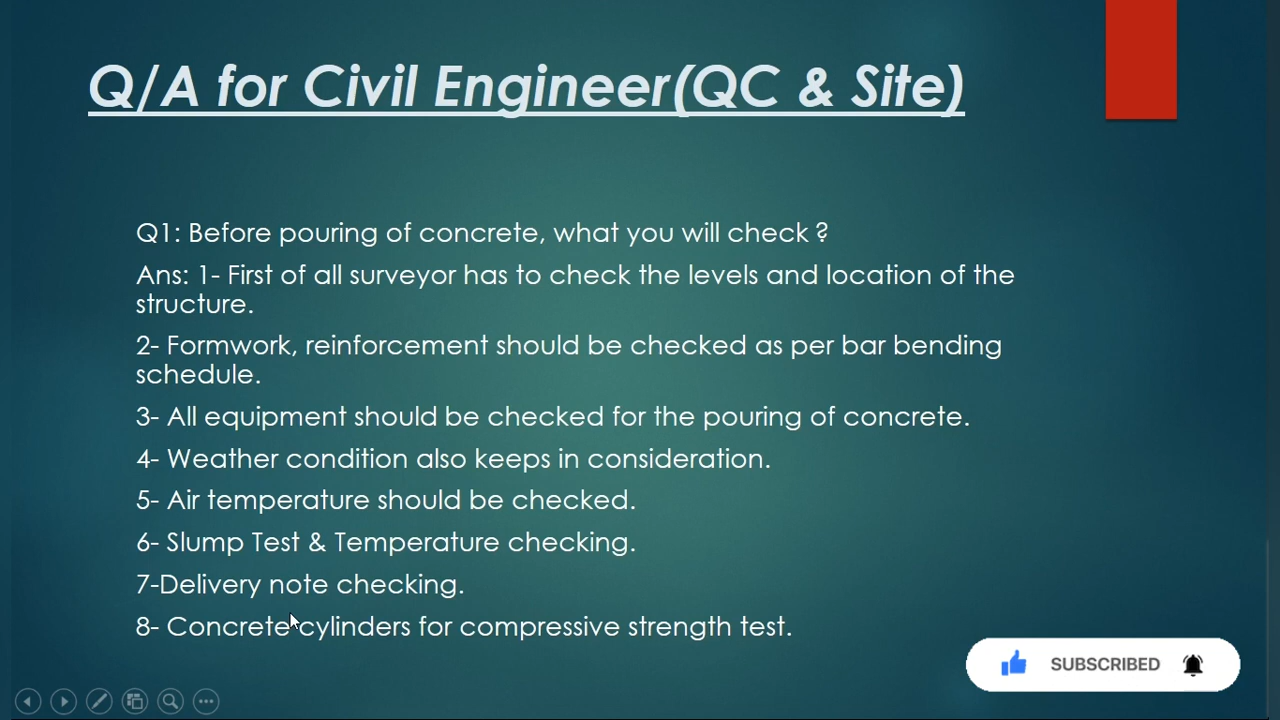 Q/A for Civil Engineer(QC & Site)
Q1: Before pouring of concrete, what you will check ?
Ans: 1- First of all surveyor has to check the levels and location of the
structure.
2- Formwork, reinforcement should be checked as per bar bending
schedule.
3- All equipment should be checked for the pouring of concrete.
4- Weather condition also keeps in consideration.
5- Air temperature should be checked.
6- Slump Test & Temperature checking.
7-Delivery note checking.
8- Concrete cylinders for compressive strength test.
SUBSCRIBED